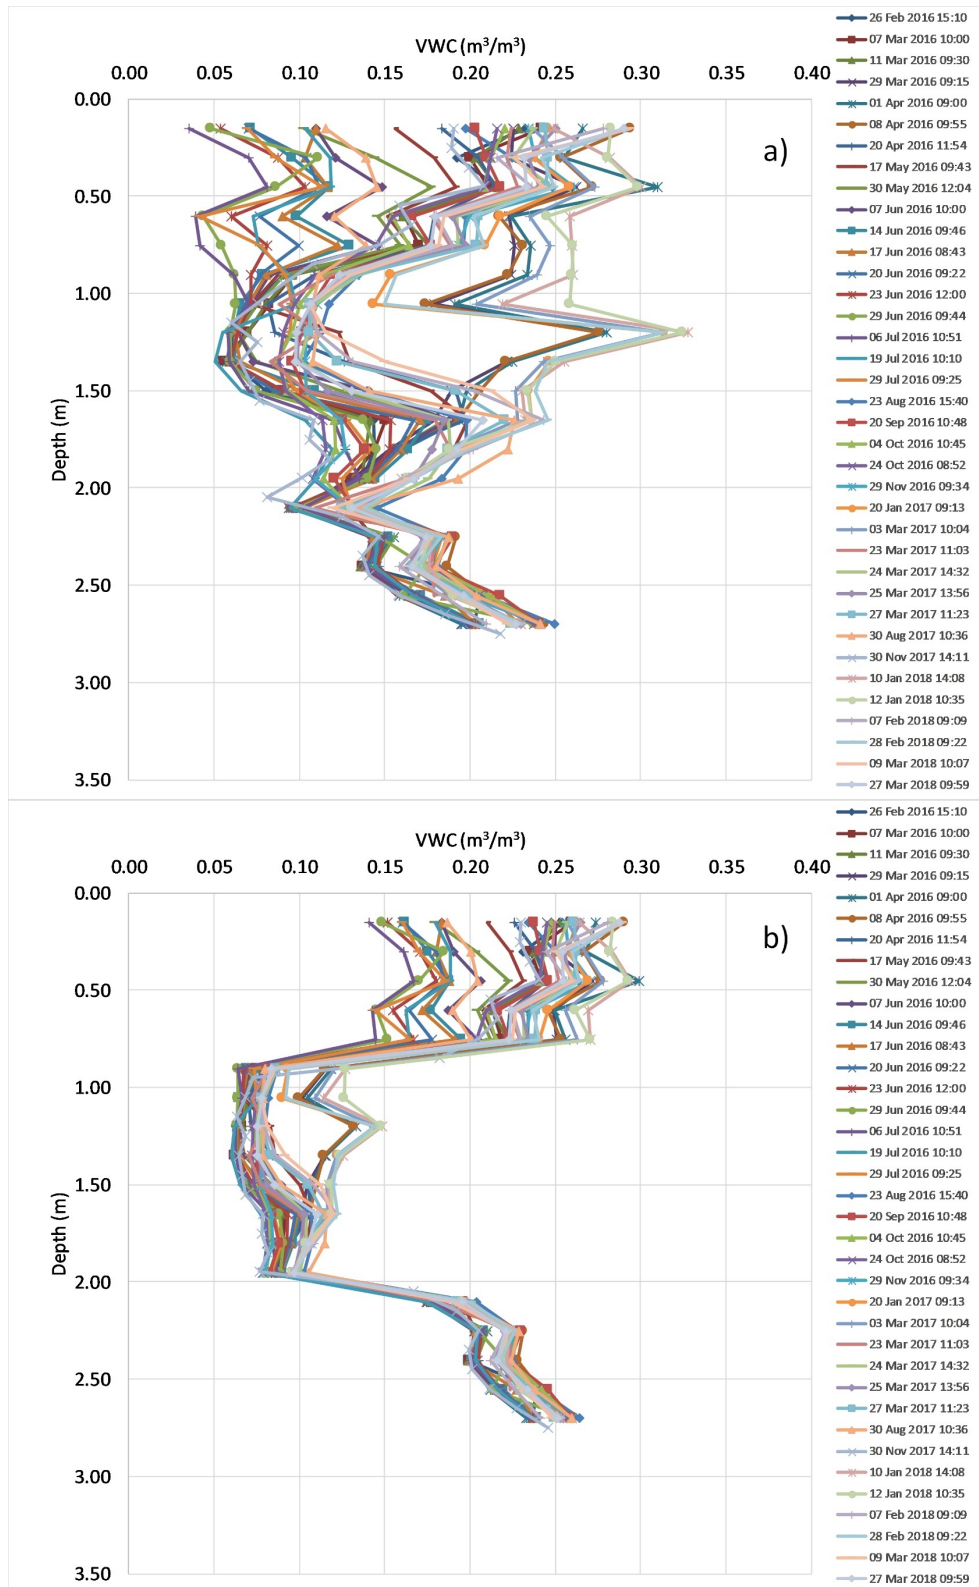 VWC (m³/m³)
0.00 0.05 0.10 0.15 0.20 0.25 0.30 0.35 0.40
0.00
0.50
1.00
1.50
2.00
2.50
3.00
3.50
Depth (m)
a)
26 Feb 2016 15:10
07 Mar 2016 10:00
11 Mar 2016 09:30
29 Mar 2016 09:15
01 Apr 2016 09:00
08 Apr 2016 09:55
20 Apr 2016 11:54
17 May 2016 09:43
30 May 2016 12:04
07 Jun 2016 10:00
14 Jun 2016 09:46
17 Jun 2016 08:43
20 Jun 2016 09:22
23 Jun 2016 12:00
29 Jun 2016 09:44
06 Jul 2016 10:51
19 Jul 2016 10:10
29 Jul 2016 09:25
23 Aug 2016 15:40
20 Sep 2016 10:48
04 Oct 2016 10:45
24 Oct 2016 08:52
29 Nov 2016 09:34
20 Jan 2017 09:13
03 Mar 2017 10:04
23 Mar 2017 11:03
24 Mar 2017 14:32
25 Mar 2017 13:56
27 Mar 2017 11:23
30 Aug 2017 10:36
30 Nov 2017 14:11
10 Jan 2018 14:08
12 Jan 2018 10:35
07 Feb 2018 09:09
28 Feb 2018 09:22
09 Mar 2018 10:07
27 Mar 2018 09:59
VWC (m³/m³)
0.00 0.05 0.10 0.15 0.20 0.25 0.30 0.35 0.40
0.00
0.50
1.00
1.50
2.00
2.50
3.00
3.50
Depth (m)
b)
26 Feb 2016 15:10
07 Mar 2016 10:00
11 Mar 2016 09:30
29 Mar 2016 09:15
01 Apr 2016 09:00
08 Apr 2016 09:55
20 Apr 2016 11:54
17 May 2016 09:43
30 May 2016 12:04
07 Jun 2016 10:00
14 Jun 2016 09:46
17 Jun 2016 08:43
20 Jun 2016 09:22
23 Jun 2016 12:00
29 Jun 2016 09:44
06 Jul 2016 10:51
19 Jul 2016 10:10
29 Jul 2016 09:25
23 Aug 2016 15:40
20 Sep 2016 10:48
04 Oct 2016 10:45
24 Oct 2016 08:52
29 Nov 2016 09:34
20 Jan 2017 09:13
03 Mar 2017 10:04
23 Mar 2017 11:03
24 Mar 2017 14:32
25 Mar 2017 13:56
27 Mar 2017 11:23
30 Aug 2017 10:36
30 Nov 2017 14:11
10 Jan 2018 14:08
12 Jan 2018 10:35
07 Feb 2018 09:09
28 Feb 2018 09:22
09 Mar 2018 10:07
27 Mar 2018 09:59